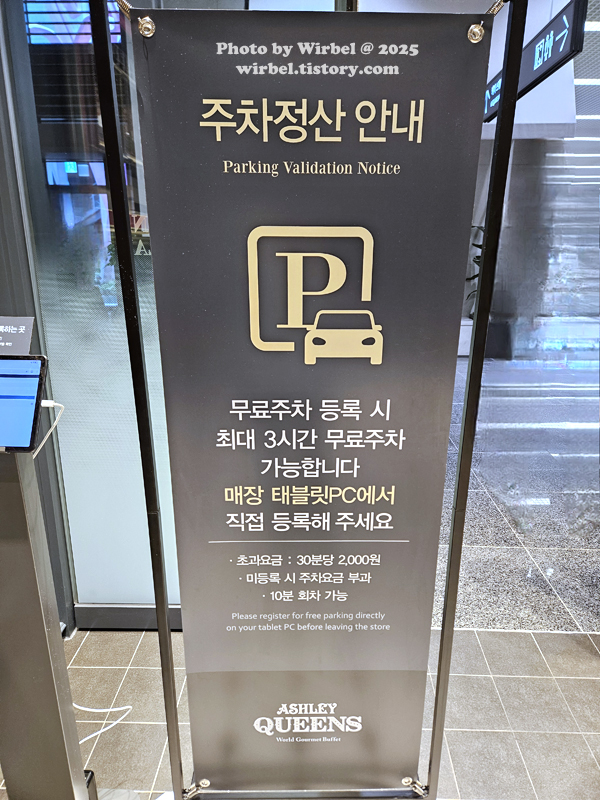 Photo by Wirbel @ 2025
wirbel.tistory.com
주차정산 안내
Parking Validation Notice
P
무료주차 등록 시
최대 3시간 무료주차
가능합니다
매장 태블릿PC에서
직접 등록해 주세요
· 초과요금 : 30분당 2,000원
· 미등록 시 주차요금 부과
· 10분 회차 가능
Please register for free parking directly
on your tablet PC before leaving the store
ASHLEY
QUEENS
World Gourmet Buffet